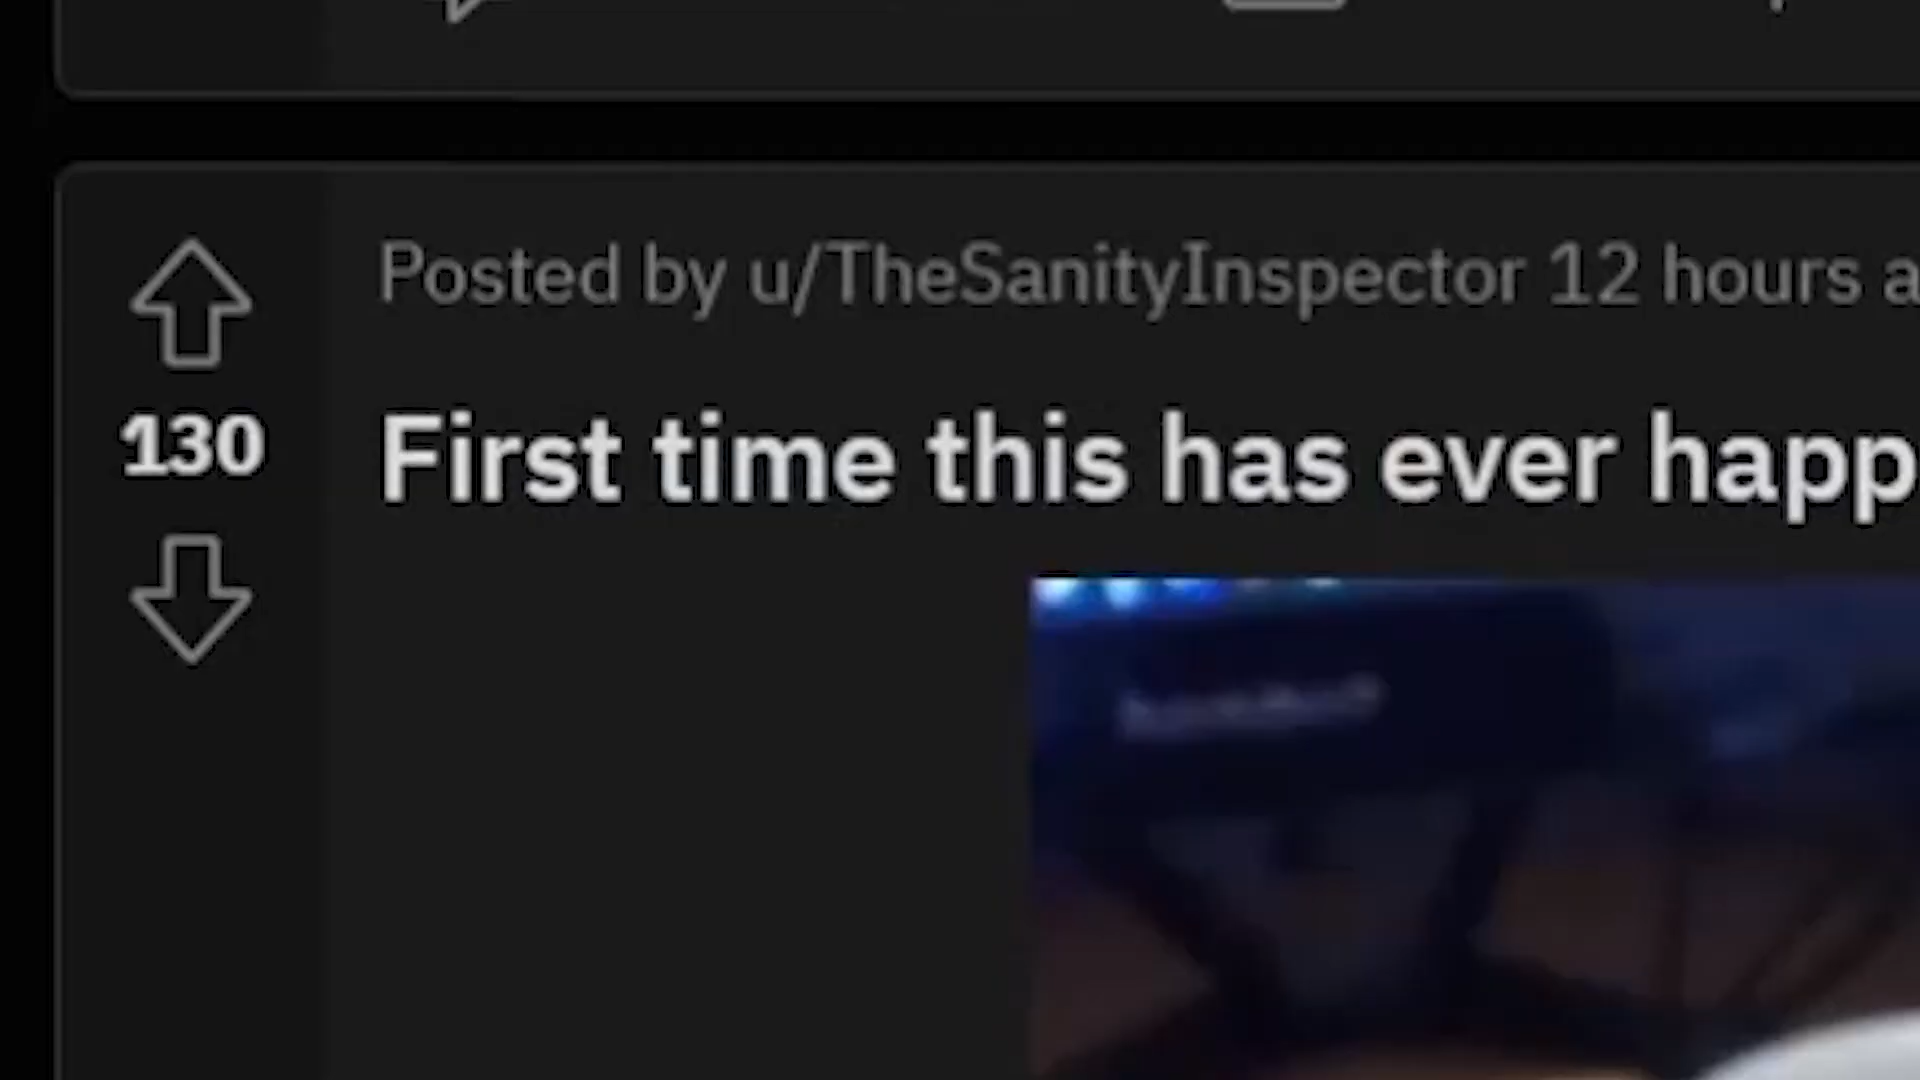 Posted by u/TheSanityInspector 12 hours a
130
First time this has ever happ